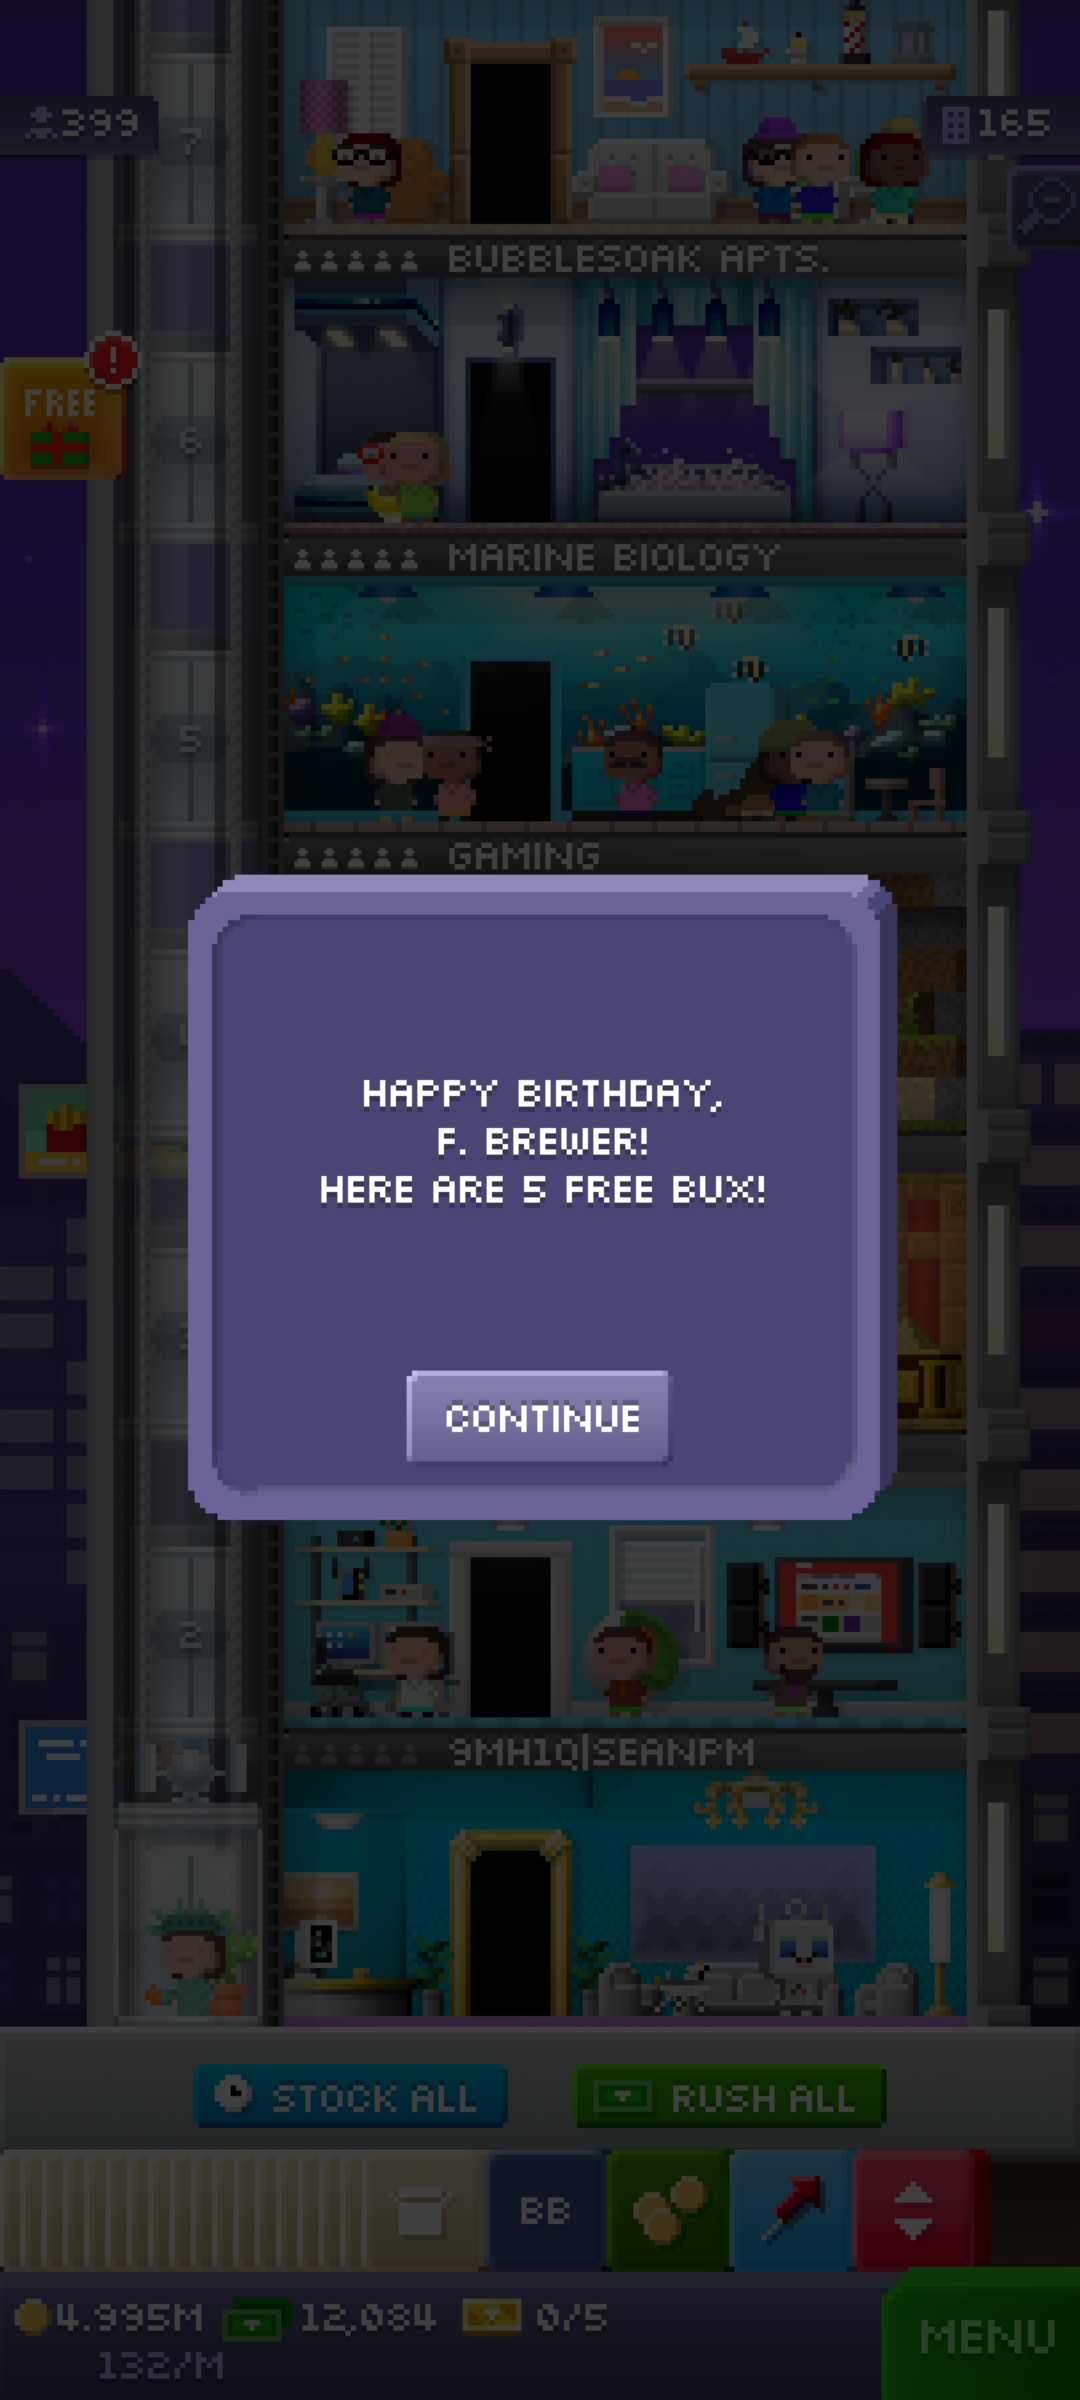 7
399
165
BUBBLESOAK APTS.
FREE
6
MARINE BIOLOGY
5
GAMING
HAPPY BIRTHDAY,
F. BREWER!
HERE ARE 5 FREE BUX!
CONTINUE
2
9MH1Q|SEANPM
STOCK ALL
RUSH ALL
BB
4.995M
12,084
0/5
132/M
MENU